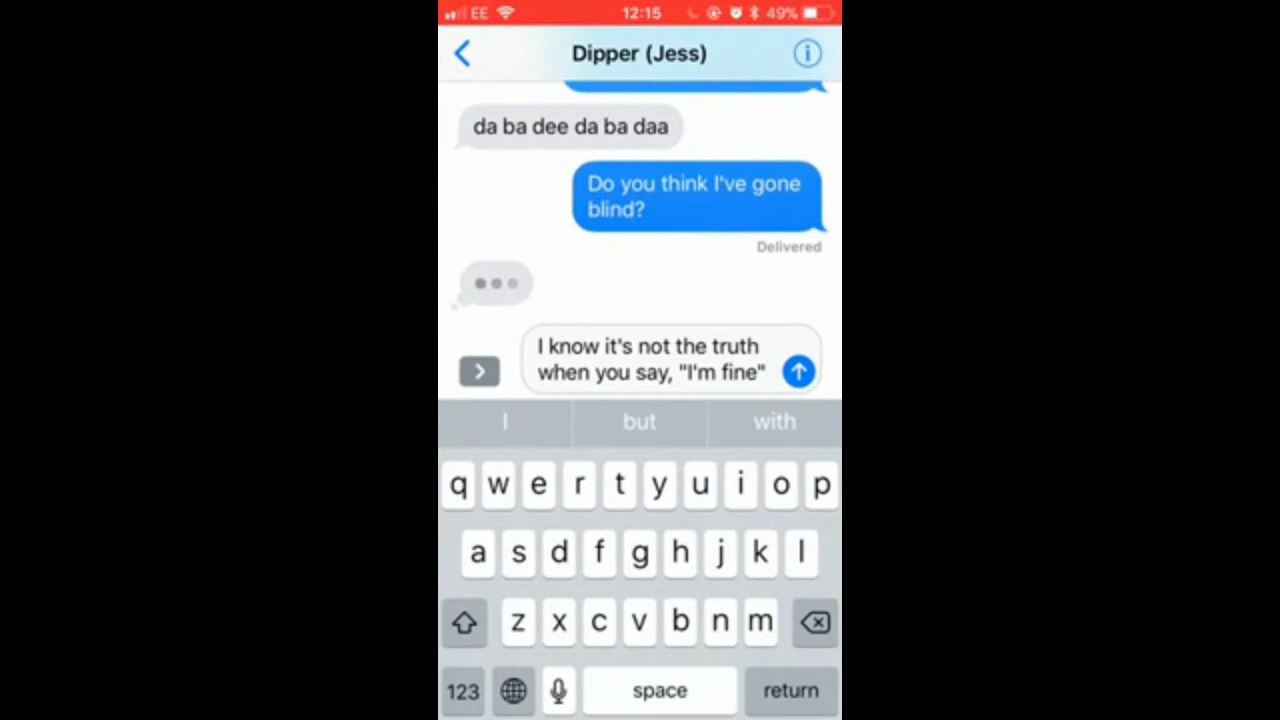 EE 12:15 49%
Dipper (Jess)
da ba dee da ba daa
Do you think I've gone
blind?
Delivered
I know it's not the truth
when you say, "I'm fine"
I but with
q w e r t y u i o p
a s d f g h j k l
z x c v b n m
123 space return